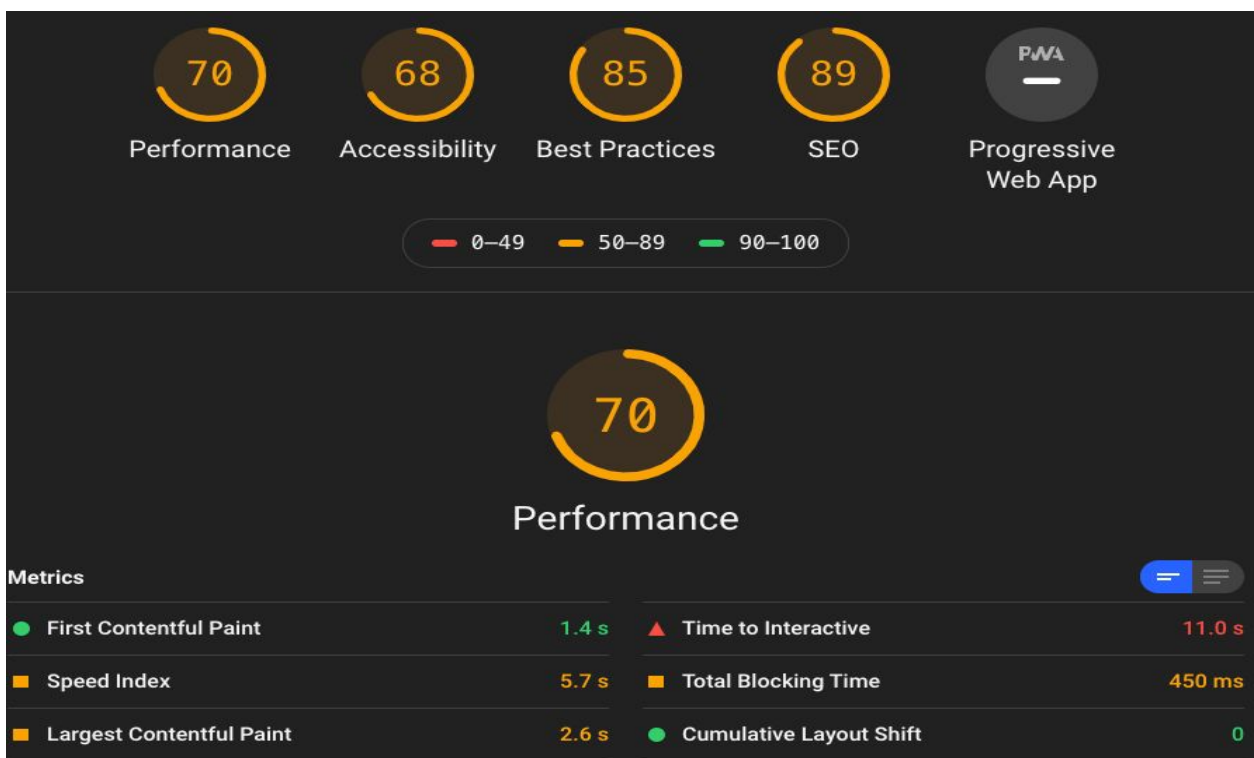 70 68 85 89 PWA
Performance Accessibility Best Practices SEO Progressive
Web App
0–49 50–89 90–100
70
Performance
Metrics
First Contentful Paint 1.4 s Time to Interactive 11.0 s
Speed Index 5.7 s Total Blocking Time 450 ms
Largest Contentful Paint 2.6 s Cumulative Layout Shift 0